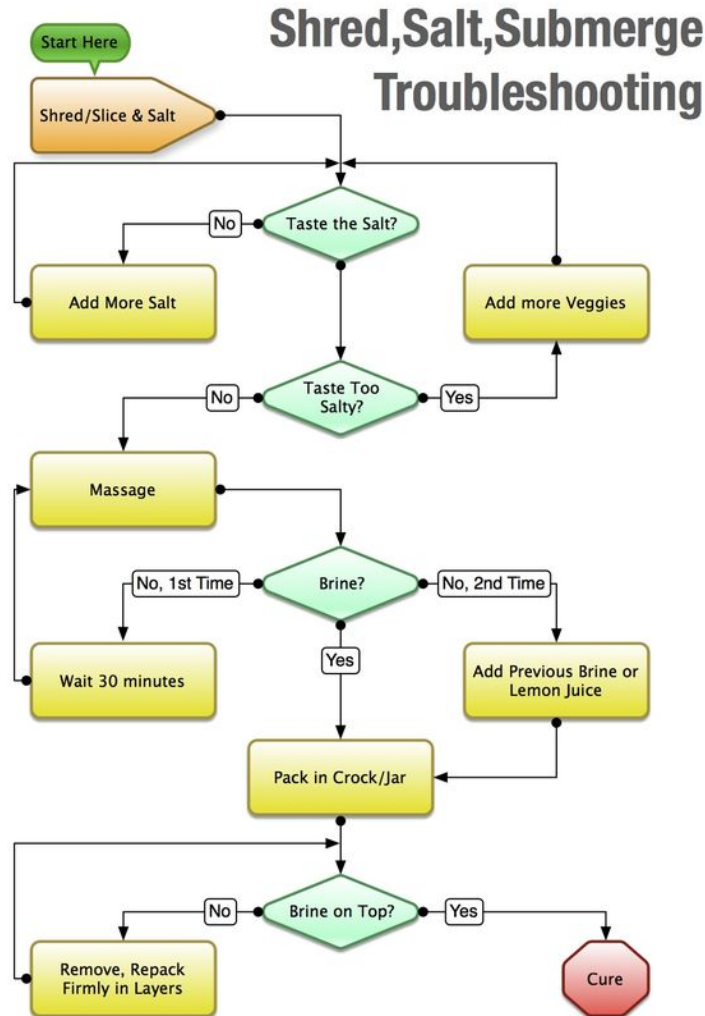 Shred,Salt,Submerge
Troubleshooting
Start Here
Shred/Slice & Salt
Taste the Salt?
No
Add More Salt
Add more Veggies
Taste Too
Salty?
No
Yes
Massage
Brine?
No, 1st Time
No, 2nd Time
Wait 30 minutes
Yes
Add Previous Brine or
Lemon Juice
Pack in Crock/Jar
Brine on Top?
No
Yes
Remove, Repack
Firmly in Layers
Cure